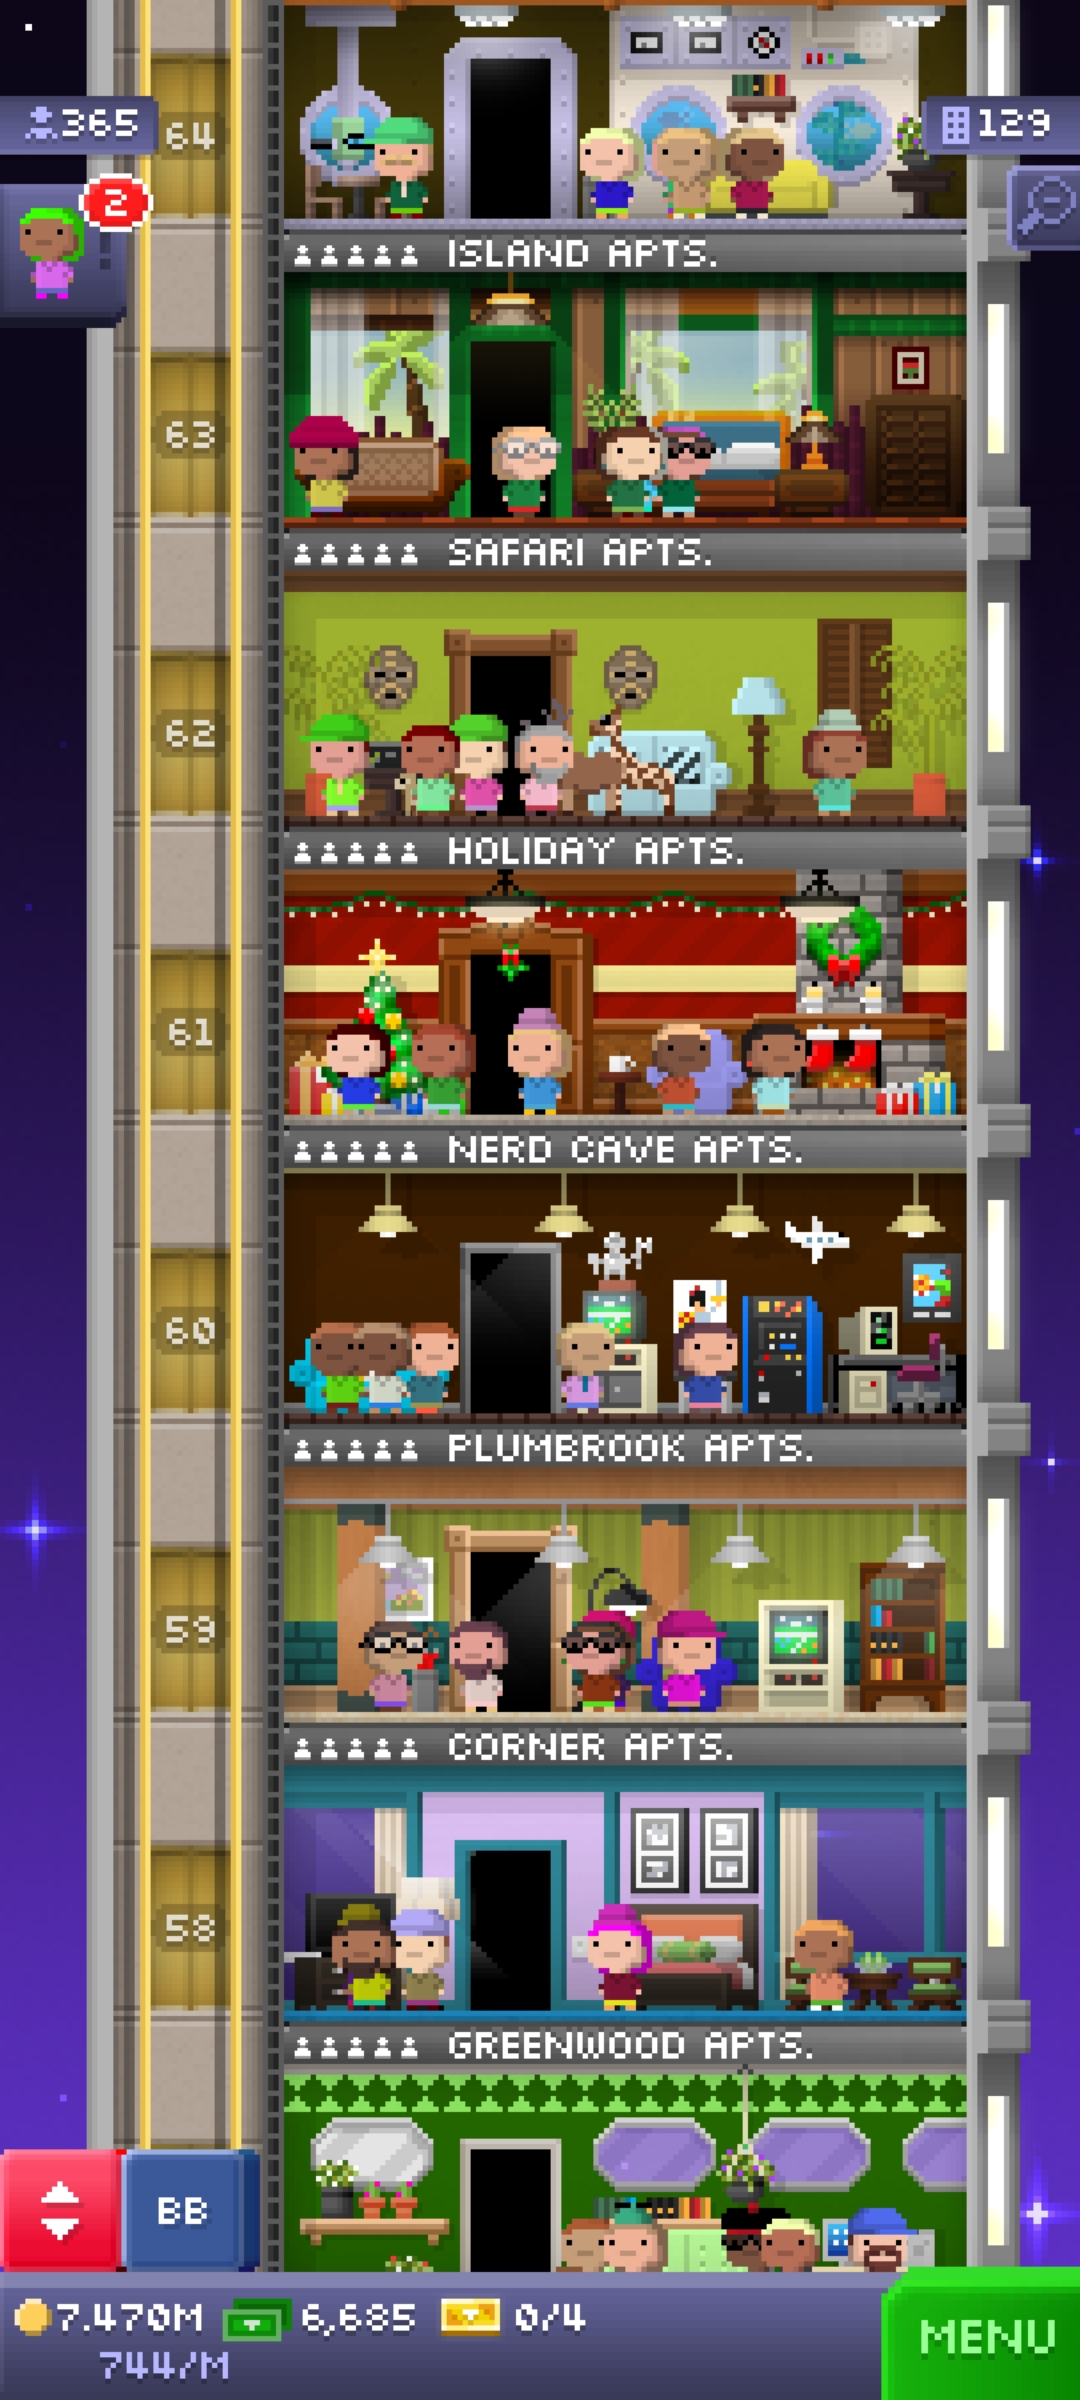 365
129
64
2
ISLAND APTS.
63
SAFARI APTS.
62
HOLIDAY APTS.
61
NERD CAVE APTS.
60
PLUMBROOK APTS.
59
CORNER APTS.
58
GREENWOOD APTS.
BB
7.470M 6,685 0/4
744/M
MENU